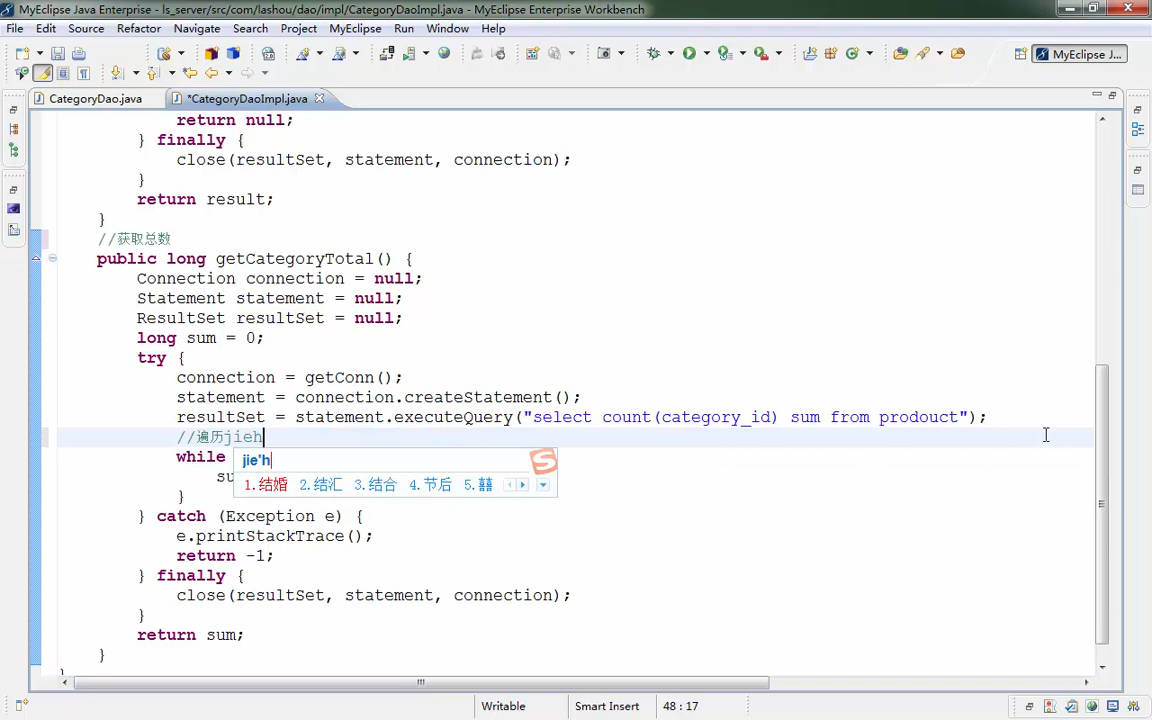 MyEclipse Java Enterprise - ls_server/src/com/lashou/dao/impl/CategoryDaoImpl.java - MyEclipse Enterprise Workbench
File Edit Source Refactor Navigate Search Project MyEclipse Run Window Help
MyEclipse J...
CategoryDao.java *CategoryDaoImpl.java
return null;
} finally {
close(resultSet, statement, connection);
}
return result;
}
//获取总数
public long getCategoryTotal() {
Connection connection = null;
Statement statement = null;
ResultSet resultSet = null;
long sum = 0;
try {
connection = getConn();
statement = connection.createStatement();
resultSet = statement.executeQuery("select count(category_id) sum from prodouct");
//遍历jieh
while
jie'h
su
1.结婚 2.结汇 3.结合 4.节后 5.囍
}
} catch (Exception e) {
e.printStackTrace();
return -1;
} finally {
close(resultSet, statement, connection);
}
return sum;
}
Writable Smart Insert 48 : 17